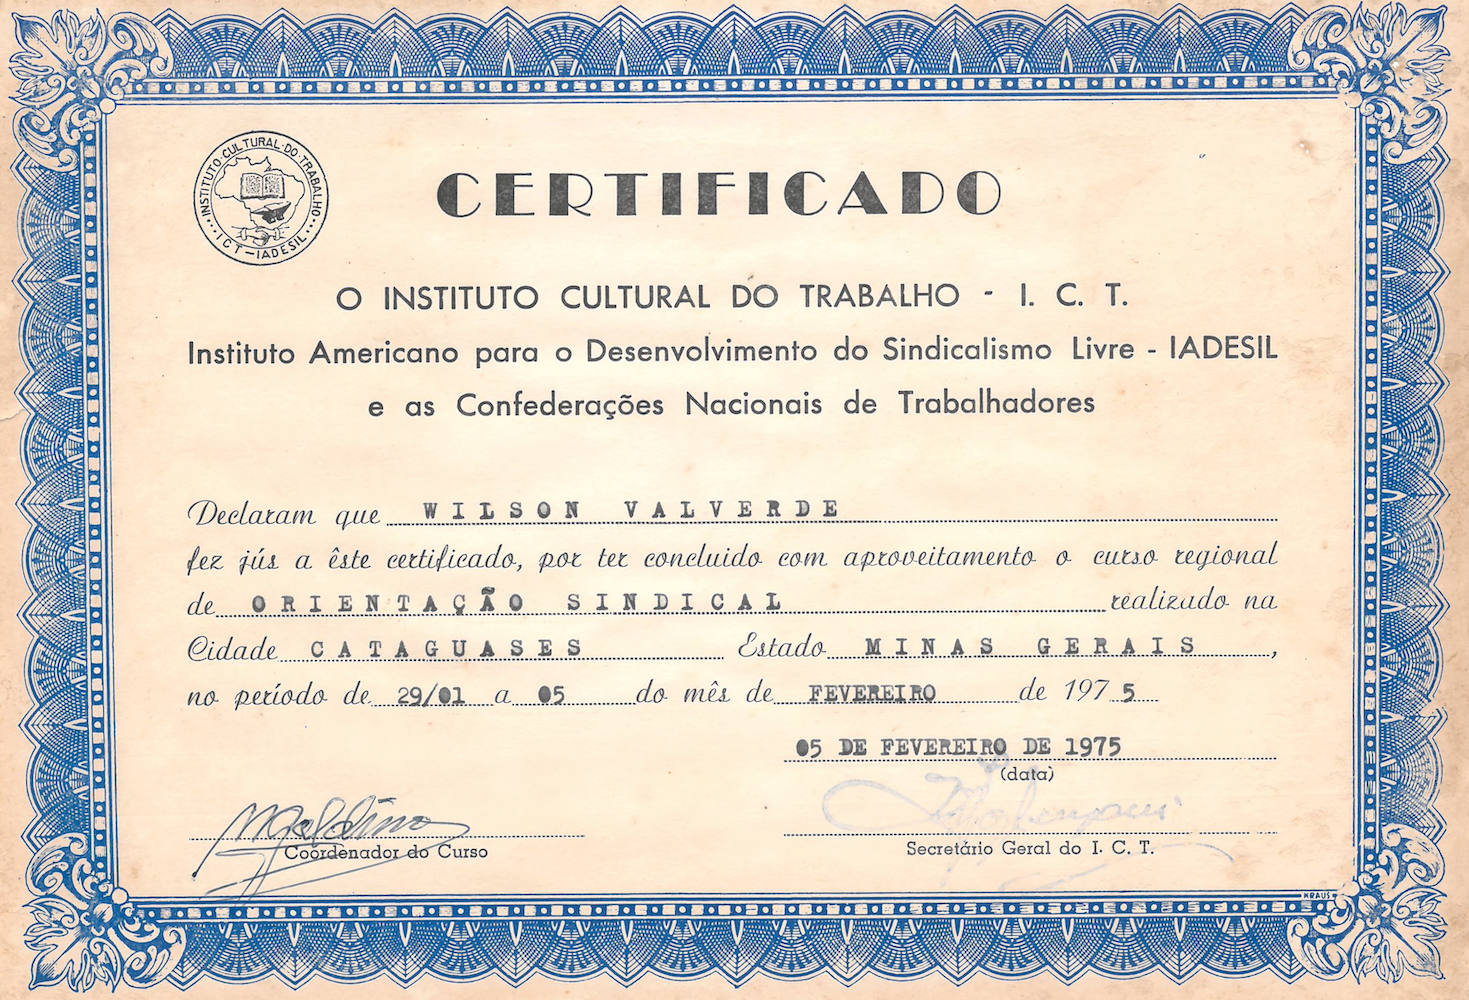 INSTITUTO·CULTURAL·DO·TRABALHO
ICT-IADESIL
CERTIFICADO
O INSTITUTO CULTURAL DO TRABALHO - I. C. T.
Instituto Americano para o Desenvolvimento do Sindicalismo Livre - IADESIL
e as Confederações Nacionais de Trabalhadores
Declaram que WILSON VALVERDE
fez jús a êste certificado, por ter concluido com aproveitamento o curso regional
de ORIENTAÇÃO SINDICAL realizado na
Cidade CATAGUASES Estado MINAS GERAIS,
no período de 29/01 a 05 do mês de FEVEREIRO de 1975
05 DE FEVEREIRO DE 1975
(data)
Coordenador do Curso
Secretário Geral do I. C. T.
KRAUS